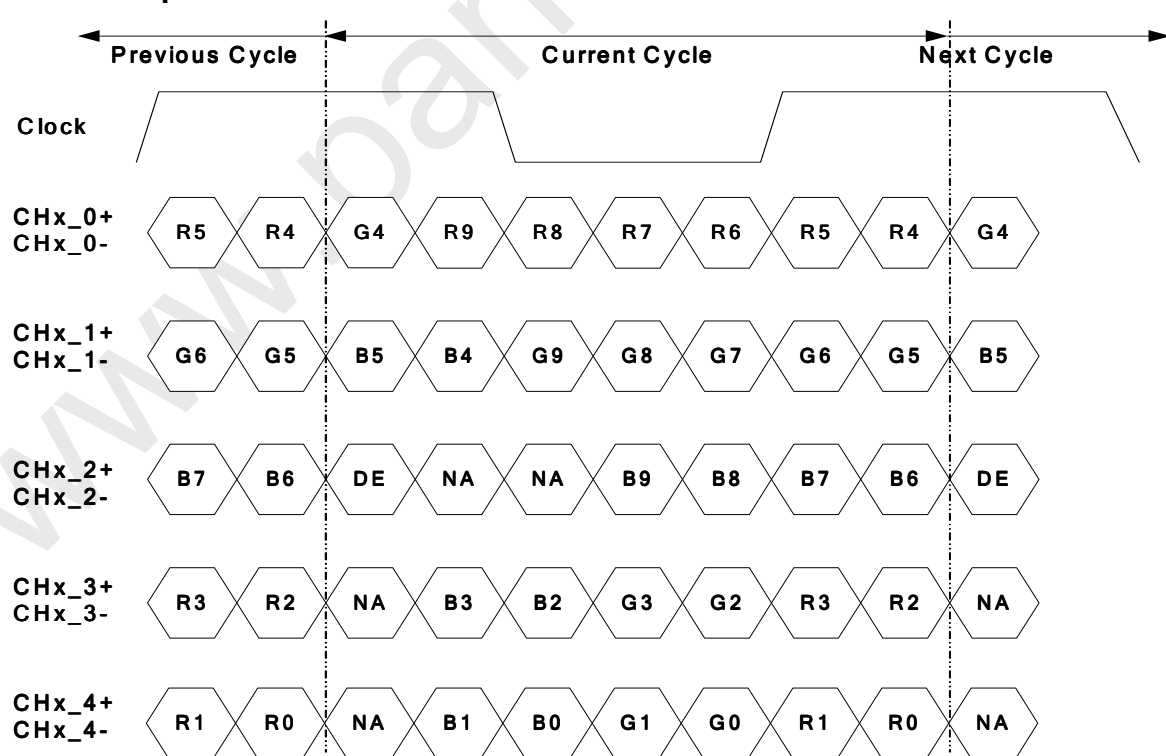 Previous Cycle Current Cycle Next Cycle
Clock
CHx_0+
CHx_0-
R5 R4 G4 R9 R8 R7 R6 R5 R4 G4
CHx_1+
CHx_1-
G6 G5 B5 B4 G9 G8 G7 G6 G5 B5
CHx_2+
CHx_2-
B7 B6 DE NA NA B9 B8 B7 B6 DE
CHx_3+
CHx_3-
R3 R2 NA B3 B2 G3 G2 R3 R2 NA
CHx_4+
CHx_4-
R1 R0 NA B1 B0 G1 G0 R1 R0 NA
www.pan